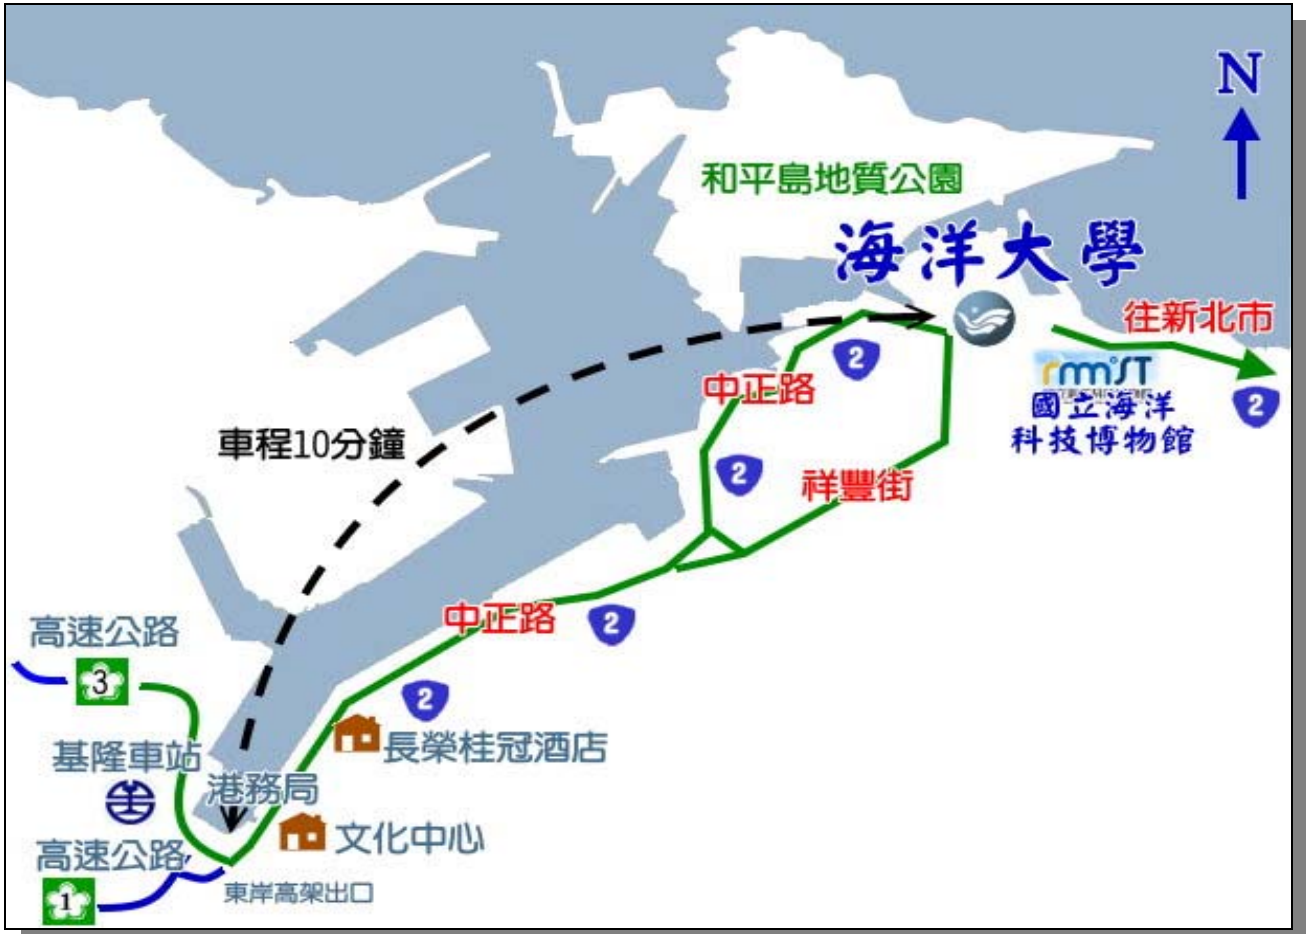 N
和平島地質公園
海洋大學
往新北市
2
中正路
2
國立海洋
科技博物館
2
車程10分鐘
2
祥豐街
中正路
2
高速公路
3
2
長榮桂冠酒店
基隆車站
港務局
文化中心
高速公路
1
東岸高架出口